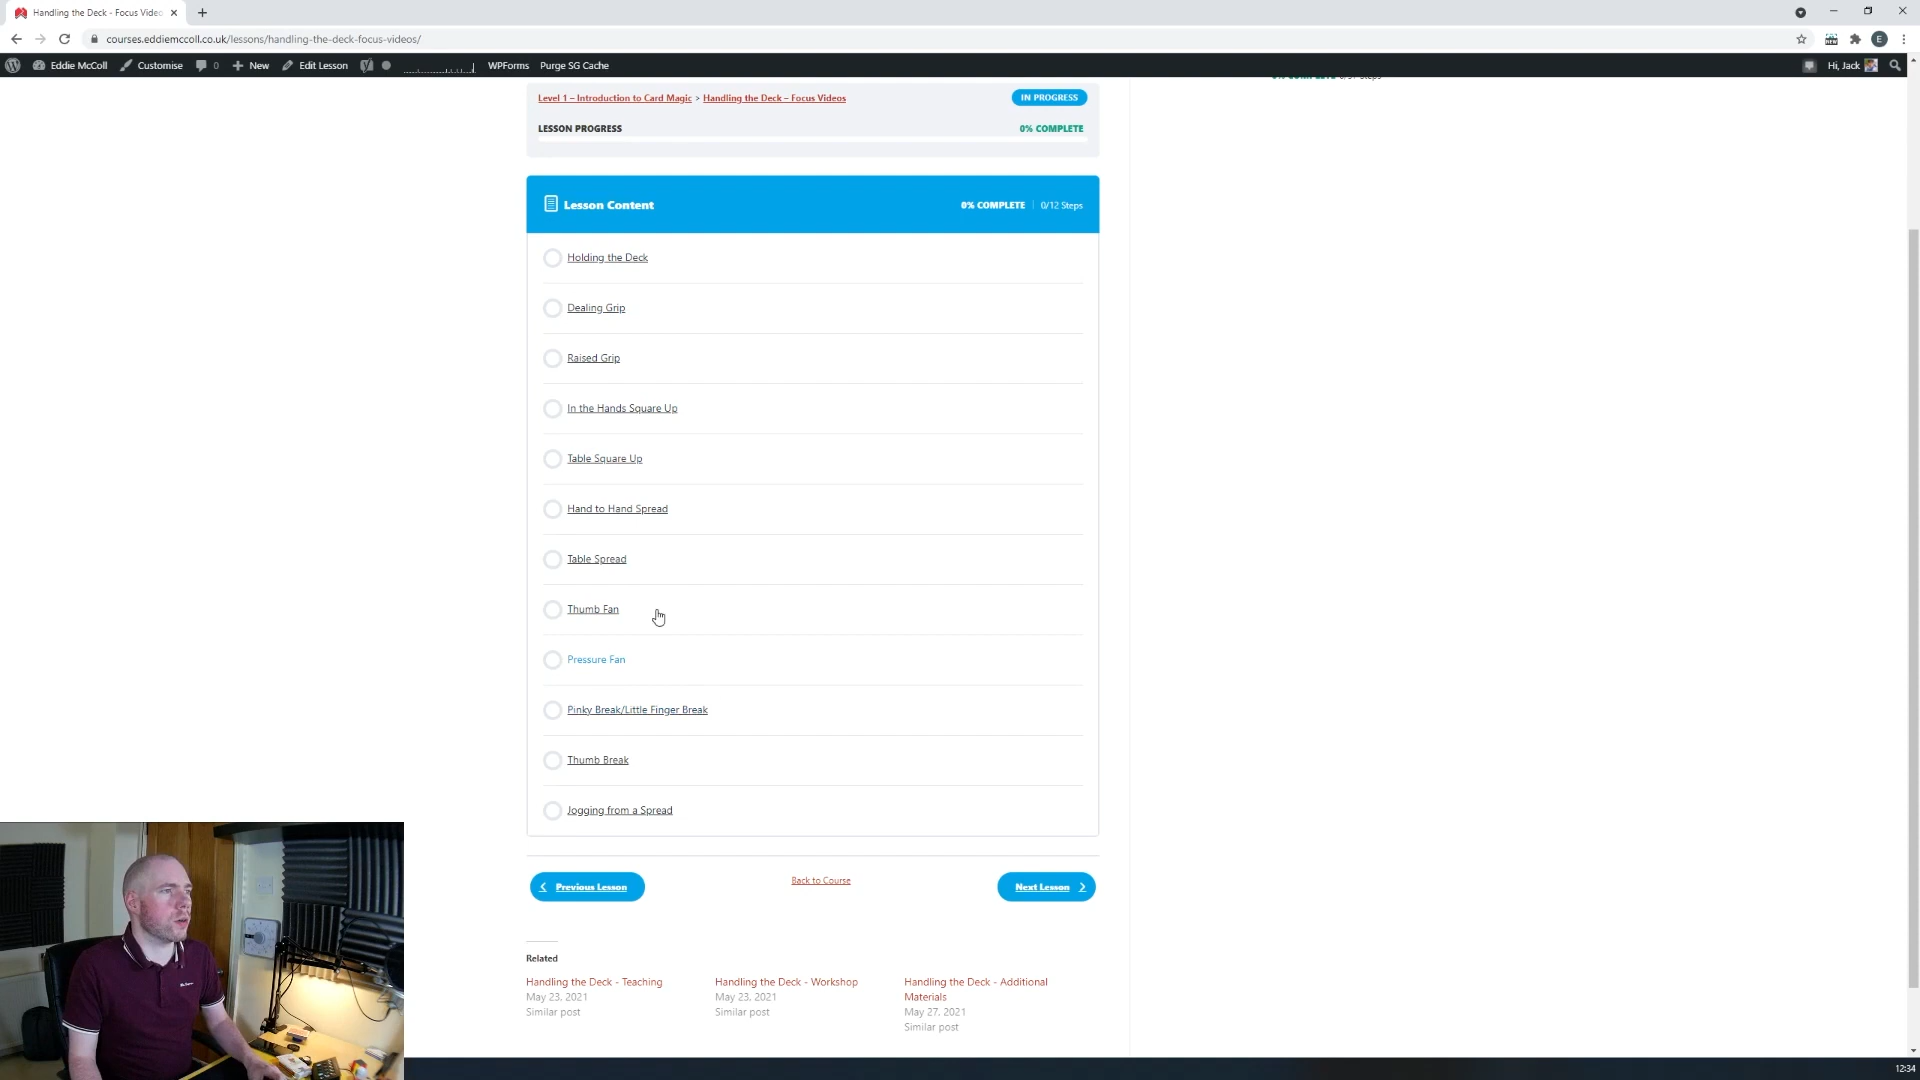 Handling the Deck - Focus Video
courses.eddiemccoll.co.uk/lessons/handling-the-deck-focus-videos/
E
Eddie McColl
Customise
0
New
Edit Lesson
WPForms
Purge SG Cache
Hi, Jack
Level 1 – Introduction to Card Magic > Handling the Deck – Focus Videos
IN PROGRESS
LESSON PROGRESS
0% COMPLETE
Lesson Content
0% COMPLETE
0/12 Steps
Holding the Deck
Dealing Grip
Raised Grip
In the Hands Square Up
Table Square Up
Hand to Hand Spread
Table Spread
Thumb Fan
Pressure Fan
Pinky Break/Little Finger Break
Thumb Break
Jogging from a Spread
Previous Lesson
Back to Course
Next Lesson
Related
Handling the Deck - Teaching
May 23, 2021
Similar post
Handling the Deck - Workshop
May 23, 2021
Similar post
Handling the Deck - Additional
Materials
May 27, 2021
Similar post
12:34